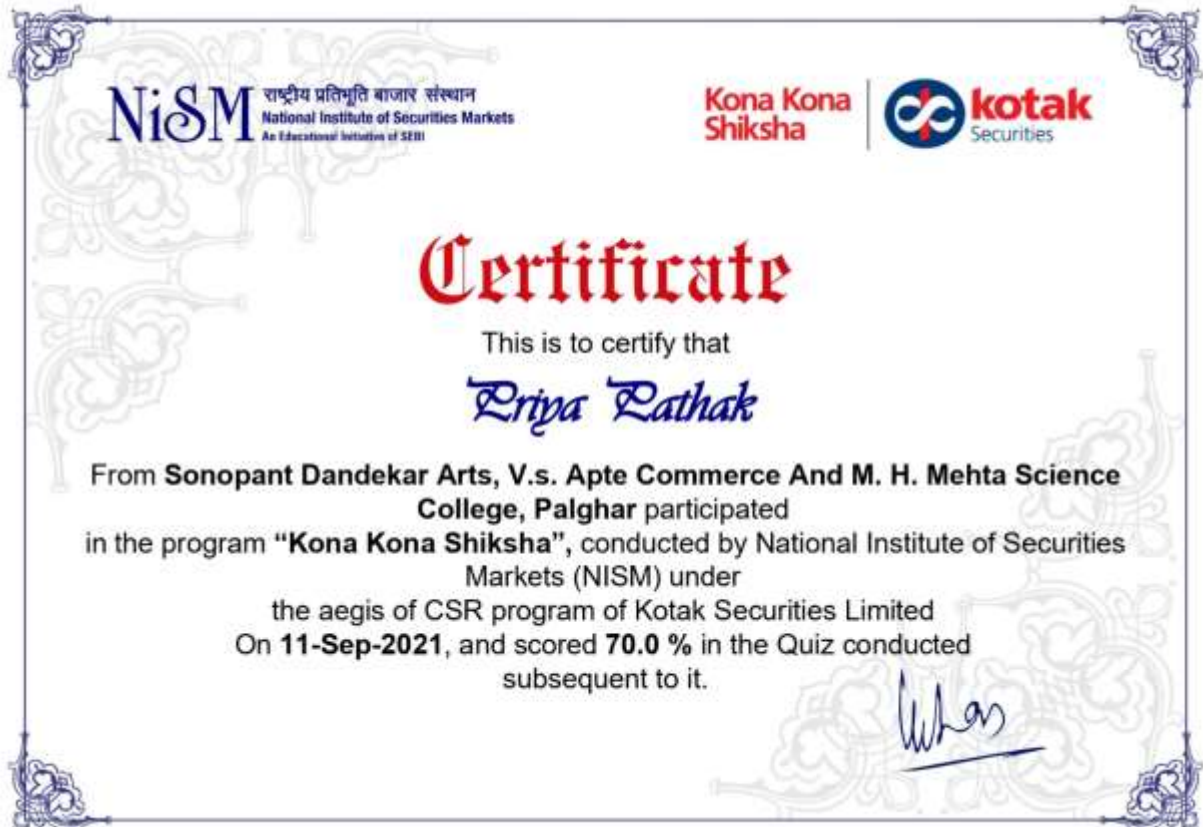 NiSM
राष्ट्रीय प्रतिभूति बाजार संस्थान
National Institute of Securities Markets
An Educational Initiative of SEBI
Kona Kona
Shiksha
kotak
Securities
Certificate
This is to certify that
Priya Pathak
From Sonopant Dandekar Arts, V.s. Apte Commerce And M. H. Mehta Science
College, Palghar participated
in the program “Kona Kona Shiksha”, conducted by National Institute of Securities
Markets (NISM) under
the aegis of CSR program of Kotak Securities Limited
On 11-Sep-2021, and scored 70.0 % in the Quiz conducted
subsequent to it.